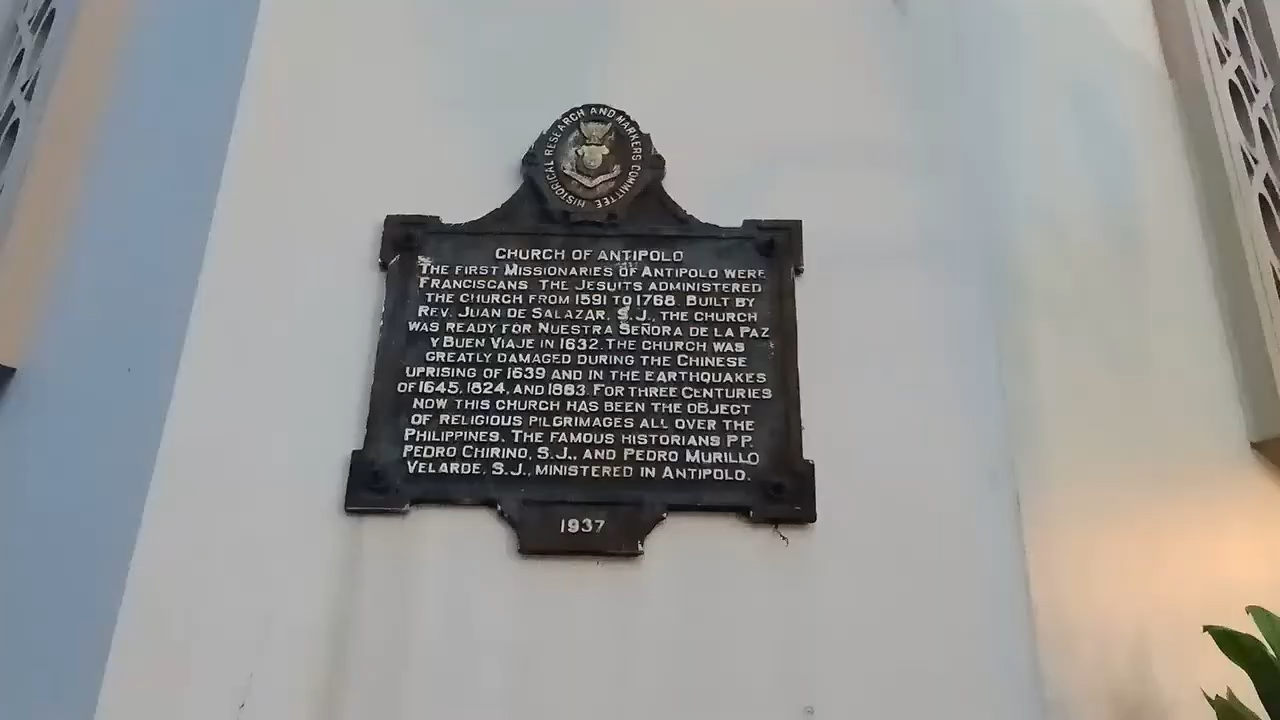 HISTORICAL RESEARCH AND MARKERS COMMITTEE
CHURCH OF ANTIPOLO
THE FIRST MISSIONARIES OF ANTIPOLO WERE
FRANCISCANS. THE JESUITS ADMINISTERED
THE CHURCH FROM 1591 TO 1768. BUILT BY
REV. JUAN DE SALAZAR, S.J., THE CHURCH
WAS READY FOR NUESTRA SEÑORA DE LA PAZ
Y BUEN VIAJE IN 1632. THE CHURCH WAS
GREATLY DAMAGED DURING THE CHINESE
UPRISING OF 1639 AND IN THE EARTHQUAKES
OF 1645, 1824, AND 1883. FOR THREE CENTURIES
NOW THIS CHURCH HAS BEEN THE OBJECT
OF RELIGIOUS PILGRIMAGES ALL OVER THE
PHILIPPINES. THE FAMOUS HISTORIANS PP.
PEDRO CHIRINO, S.J., AND PEDRO MURILLO
VELARDE, S.J., MINISTERED IN ANTIPOLO.
1937